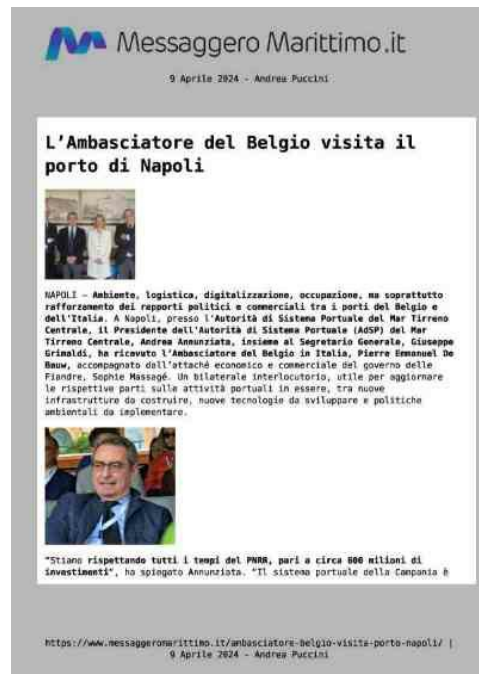 Messaggero Marittimo.it
9 Aprile 2024 - Andrea Puccini
L'Ambasciatore del Belgio visita il
porto di Napoli
NAPOLI – Ambiente, logistica, digitalizzazione, occupazione, ma soprattutto
rafforzamento dei rapporti politici e commerciali tra i porti del Belgio e
dell'Italia. A Napoli, presso l'Autorità di Sistema Portuale del Mar Tirreno
Centrale, il Presidente dell'Autorità di Sistema Portuale (AdSP) del Mar
Tirreno Centrale, Andrea Annunziata, insieme al Segretario Generale, Giuseppe
Grimaldi, ha ricevuto l'Ambasciatore del Belgio in Italia, Pierre Emmanuel De
Bauw, accompagnato dall'attaché economico e commerciale del governo delle
Fiandre, Sophie Massagé. Un bilaterale interlocutorio, utile per aggiornare
le rispettive parti sulle attività portuali in essere, tra nuove
infrastrutture da costruire, nuove tecnologie da sviluppare e politiche
ambientali da implementare.
"Stiamo rispettando tutti i tempi del PNRR, pari a circa 600 milioni di
investimenti", ha spiegato Annunziata. "Il sistema portuale della Campania è
https://www.messaggeromarittimo.it/ambasciatore-belgio-visita-porto-napoli/ |
9 Aprile 2024 - Andrea Puccini